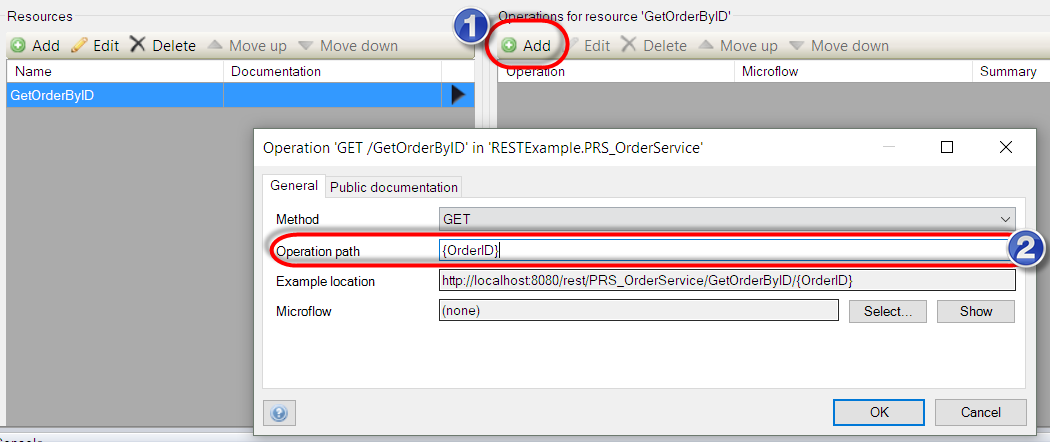 Resources
Add Edit Delete Move up Move down
Name Documentation
GetOrderByID
1
Operations for resource 'GetOrderByID'
Add Edit Delete Move up Move down
Operation Microflow Summary
Operation 'GET /GetOrderByID' in 'RESTExample.PRS_OrderService'
General Public documentation
Method GET
Operation path {OrderID} 2
Example location http://localhost:8080/rest/PRS_OrderService/GetOrderByID/{OrderID}
Microflow (none) Select... Show
? OK Cancel
Console